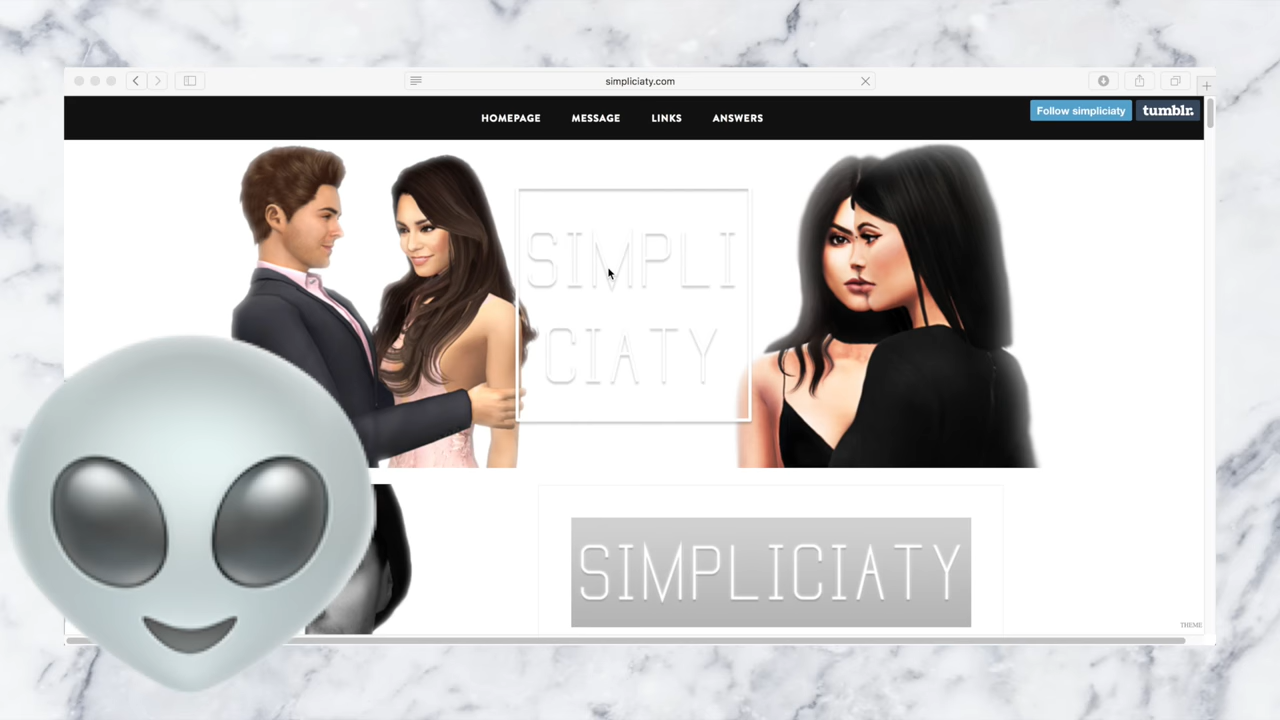 simpliciaty.com
HOMEPAGE MESSAGE LINKS ANSWERS
Follow simpliciaty tumblr.
SIMPLI
CIATY
SIMPLICIATY
THEME